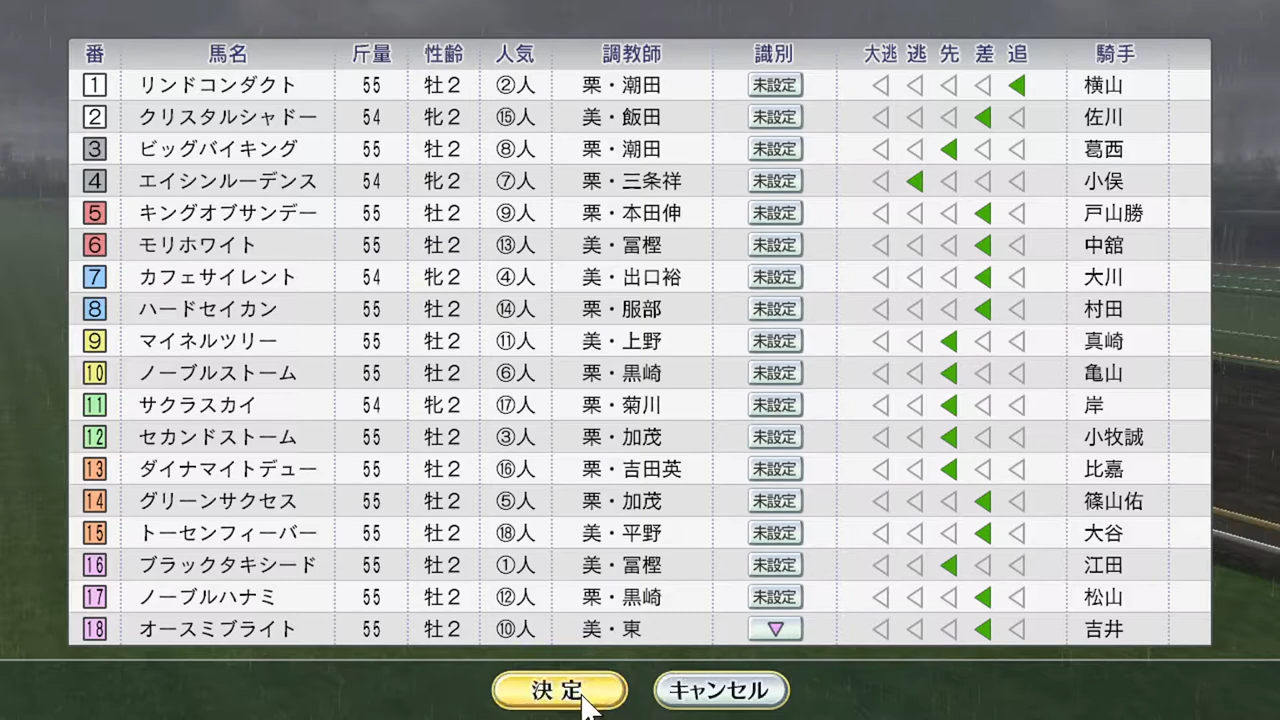 番 馬名 斤量 性齢 人気 調教師 識別 大逃 逃 先 差 追 騎手
1 リンドコンダクト 55 牡2 ②人 栗・潮田 未設定 横山
2 クリスタルシャドー 54 牝2 ⑮人 美・飯田 未設定 佐川
3 ビッグバイキング 55 牡2 ⑧人 栗・潮田 未設定 葛西
4 エイシンルーデンス 54 牝2 ⑦人 栗・三条祥 未設定 小俣
5 キングオブサンデー 55 牡2 ⑨人 栗・本田伸 未設定 戸山勝
6 モリホワイト 55 牡2 ⑬人 美・冨樫 未設定 中舘
7 カフェサイレント 54 牝2 ④人 美・出口裕 未設定 大川
8 ハードセイカン 55 牡2 ⑭人 栗・服部 未設定 村田
9 マイネルツリー 55 牡2 ⑪人 美・上野 未設定 真崎
10 ノーブルストーム 55 牡2 ⑥人 栗・黒崎 未設定 亀山
11 サクラスカイ 54 牝2 ⑰人 栗・菊川 未設定 岸
12 セカンドストーム 55 牡2 ③人 栗・加茂 未設定 小牧誠
13 ダイナマイトデュー 55 牡2 ⑯人 栗・吉田英 未設定 比嘉
14 グリーンサクセス 55 牡2 ⑤人 栗・加茂 未設定 篠山佑
15 トーセンフィーバー 55 牡2 ⑱人 美・平野 未設定 大谷
16 ブラックタキシード 55 牡2 ①人 美・冨樫 未設定 江田
17 ノーブルハナミ 55 牡2 ⑫人 栗・黒崎 未設定 松山
18 オースミブライト 55 牡2 ⑩人 美・東 吉井
決定 キャンセル